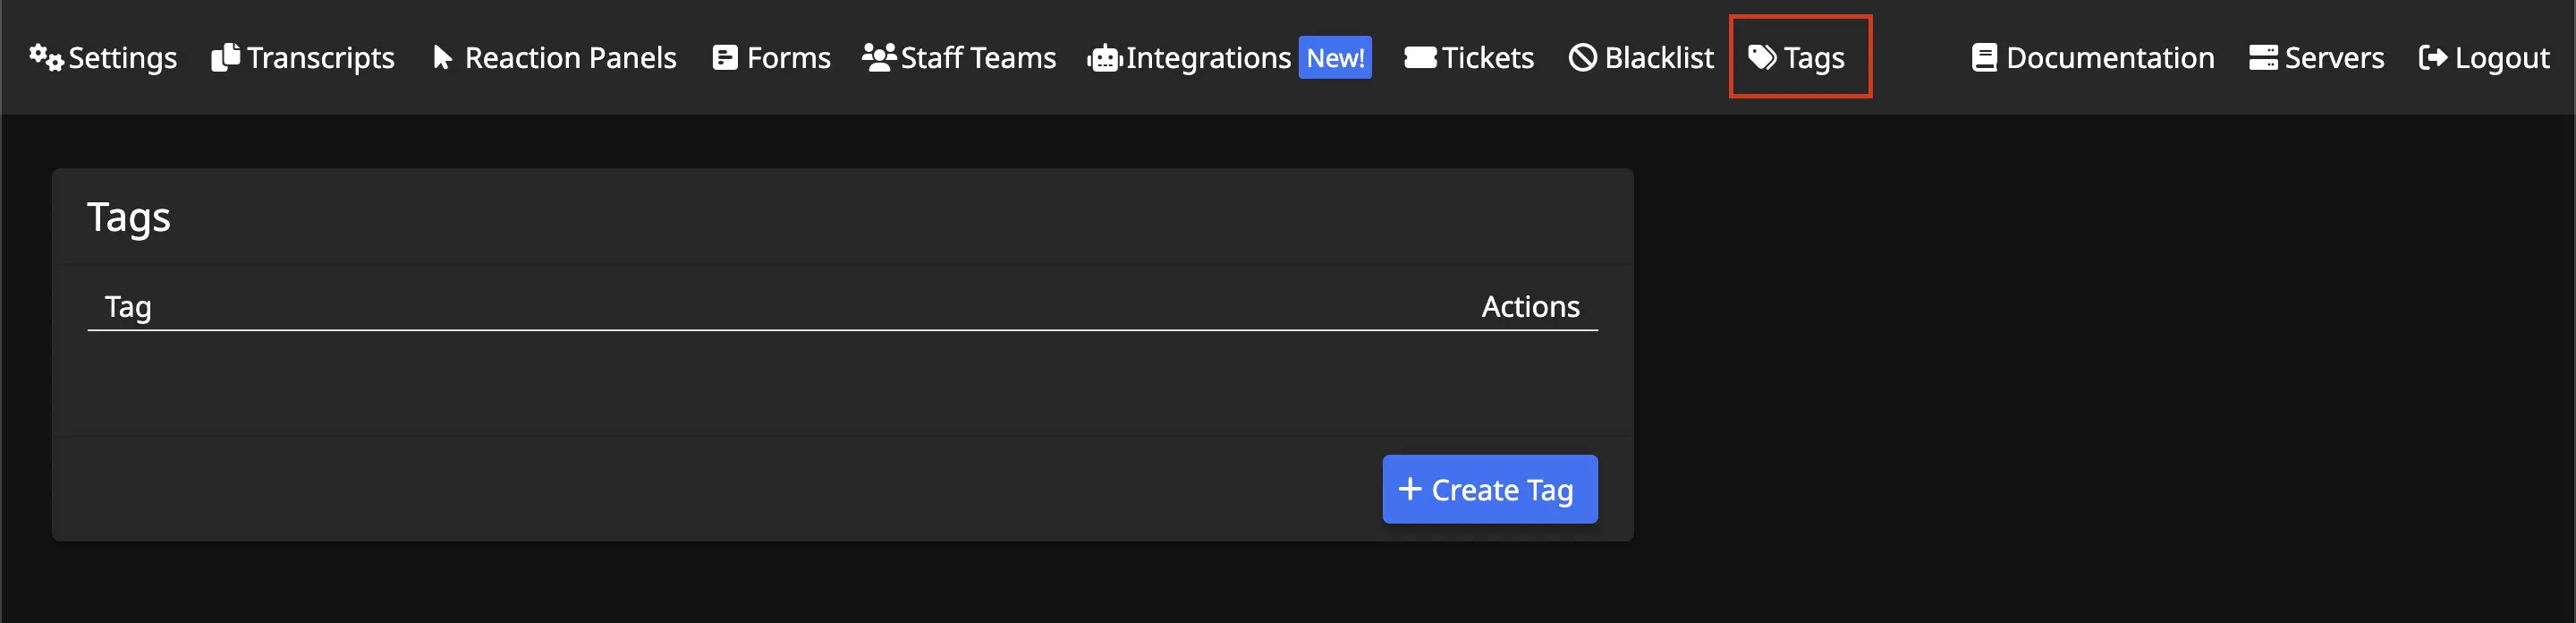 Settings Transcripts Reaction Panels Forms Staff Teams Integrations New! Tickets Blacklist Tags Documentation Servers Logout
Tags
Tag Actions
+ Create Tag